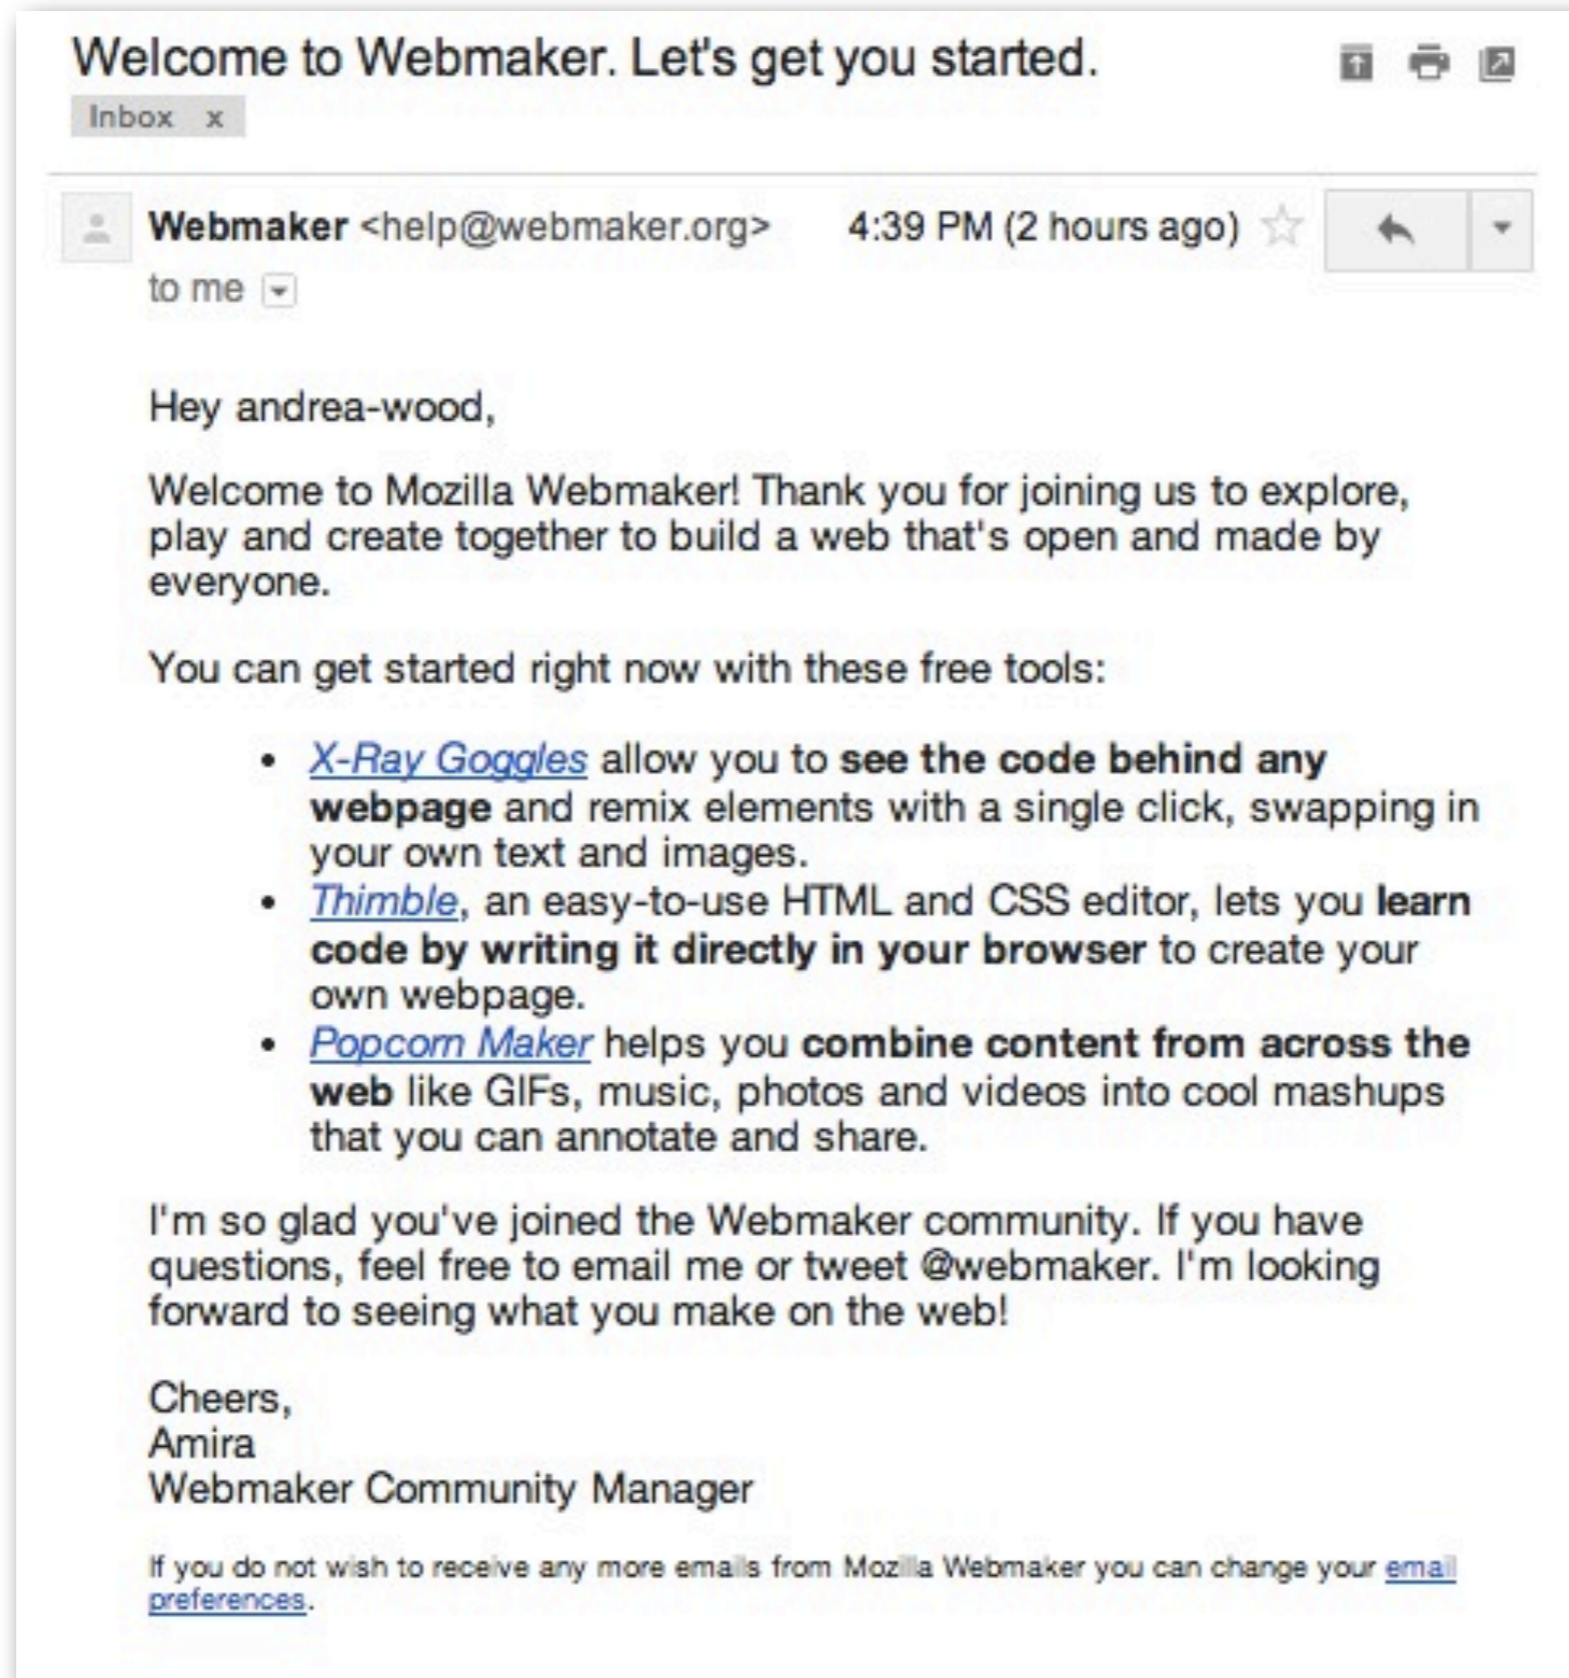 Welcome to Webmaker. Let's get you started.
Inbox x
Webmaker <help@webmaker.org> 4:39 PM (2 hours ago)
to me
Hey andrea-wood,
Welcome to Mozilla Webmaker! Thank you for joining us to explore,
play and create together to build a web that's open and made by
everyone.
You can get started right now with these free tools:
• X-Ray Goggles allow you to see the code behind any
webpage and remix elements with a single click, swapping in
your own text and images.
• Thimble, an easy-to-use HTML and CSS editor, lets you learn
code by writing it directly in your browser to create your
own webpage.
• Popcorn Maker helps you combine content from across the
web like GIFs, music, photos and videos into cool mashups
that you can annotate and share.
I'm so glad you've joined the Webmaker community. If you have
questions, feel free to email me or tweet @webmaker. I'm looking
forward to seeing what you make on the web!
Cheers,
Amira
Webmaker Community Manager
If you do not wish to receive any more emails from Mozilla Webmaker you can change your email
preferences.